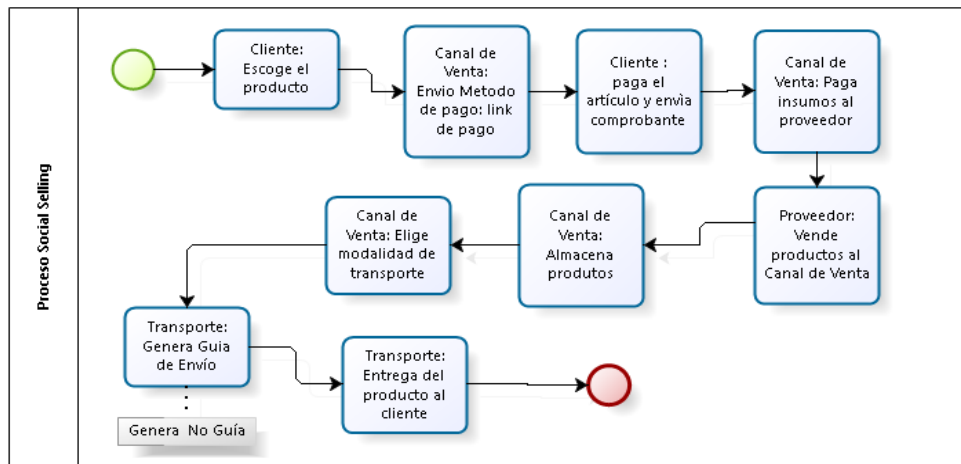 Proceso Social Selling
Cliente:
Escoge el
producto
Canal de
Venta:
Envio Metodo
de pago: link
de pago
Cliente :
paga el
artículo y envìa
comprobante
Canal de
Venta: Paga
insumos al
proveedor
Proveedor:
Vende
productos al
Canal de Venta
Canal de
Venta:
Almacena
produtos
Canal de
Venta: Elige
modalidad de
transporte
Transporte:
Genera Guia
de Envío
Genera  No Guía
Transporte:
Entrega del
producto al
cliente